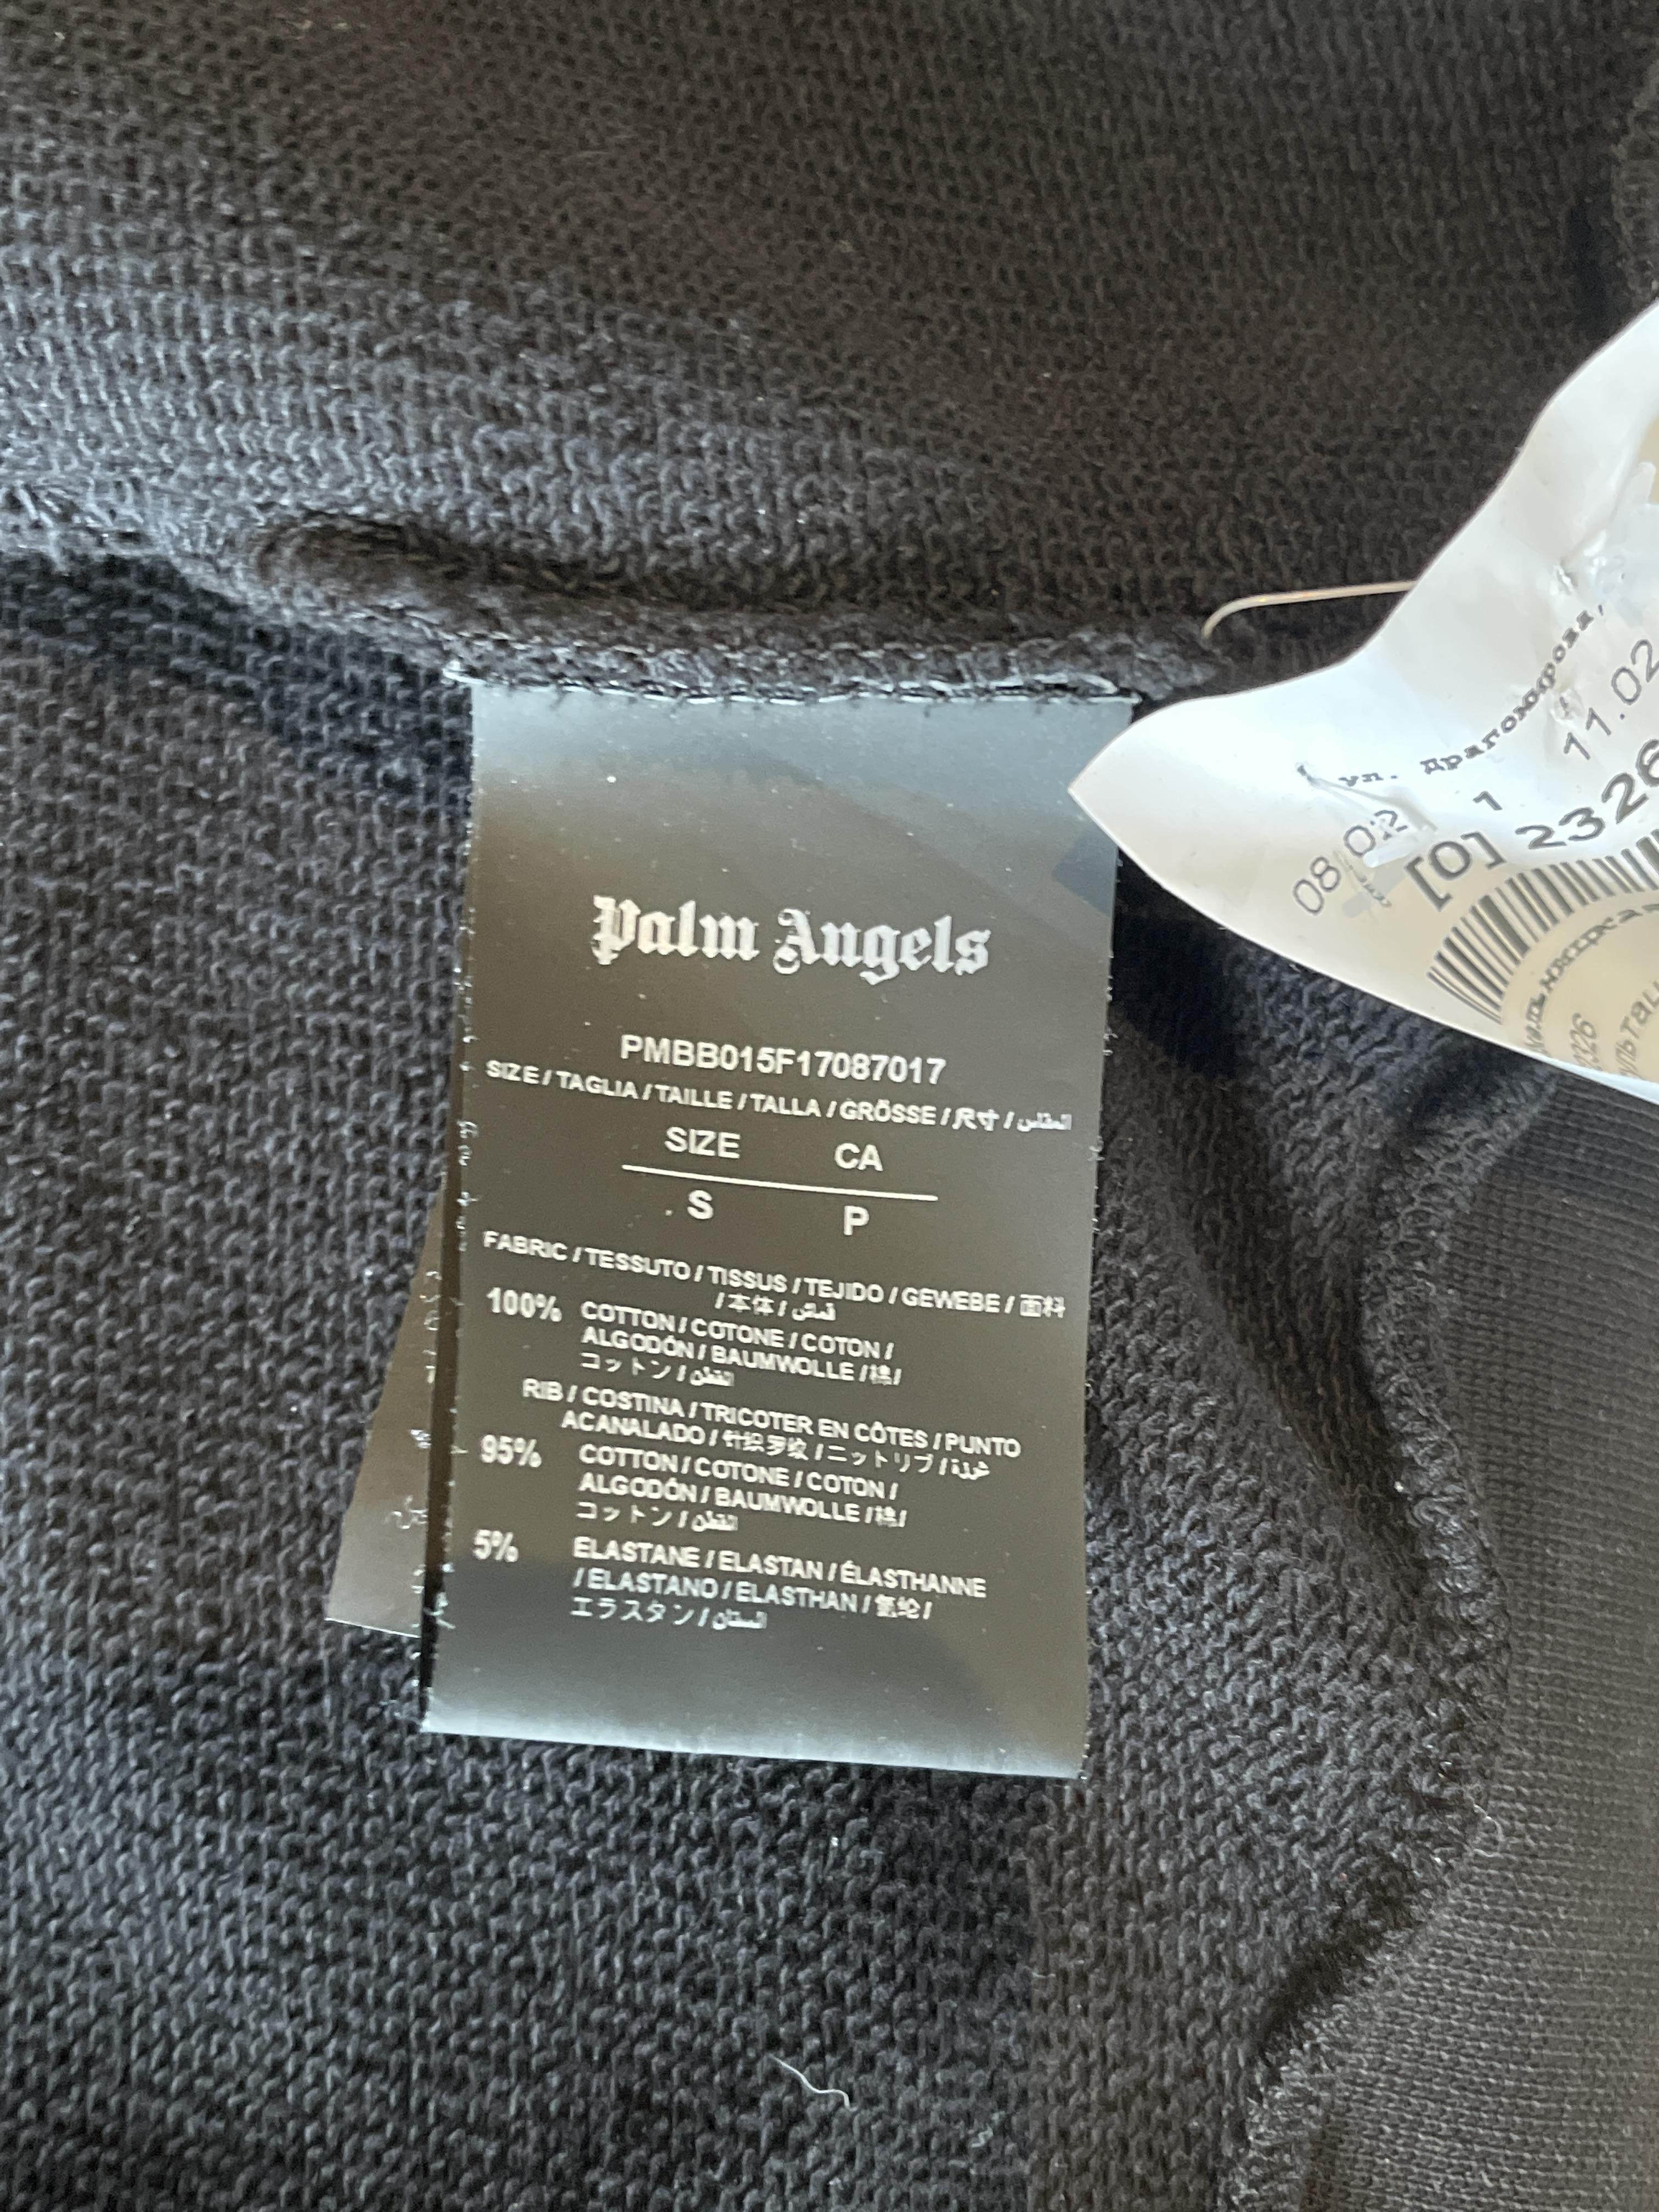 Palm Angels
PMBB015F17087017
SIZE / TAGLIA / TAILLE / TALLA / GRÖSSE / 尺寸 / المقاس
SIZE CA
S P
FABRIC / TESSUTO / TISSUS / TEJIDO / GEWEBE / 面料
/ 本体 / قماش
100% COTTON / COTONE / COTON /
ALGODÓN / BAUMWOLLE / 棉 /
コットン / القطن
RIB / COSTINA / TRICOTER EN CÔTES / PUNTO
ACANALADO / 针织罗纹 / ニットリブ /
95% COTTON / COTONE / COTON /
ALGODÓN / BAUMWOLLE / 棉 /
コットン / القطن
5% ELASTANE / ELASTAN / ÉLASTHANNE
/ ELASTANO / ELASTHAN / 氨纶 /
エラスタン /
ул. Драгохорош,
08.02 11.02
1
[0] 2326